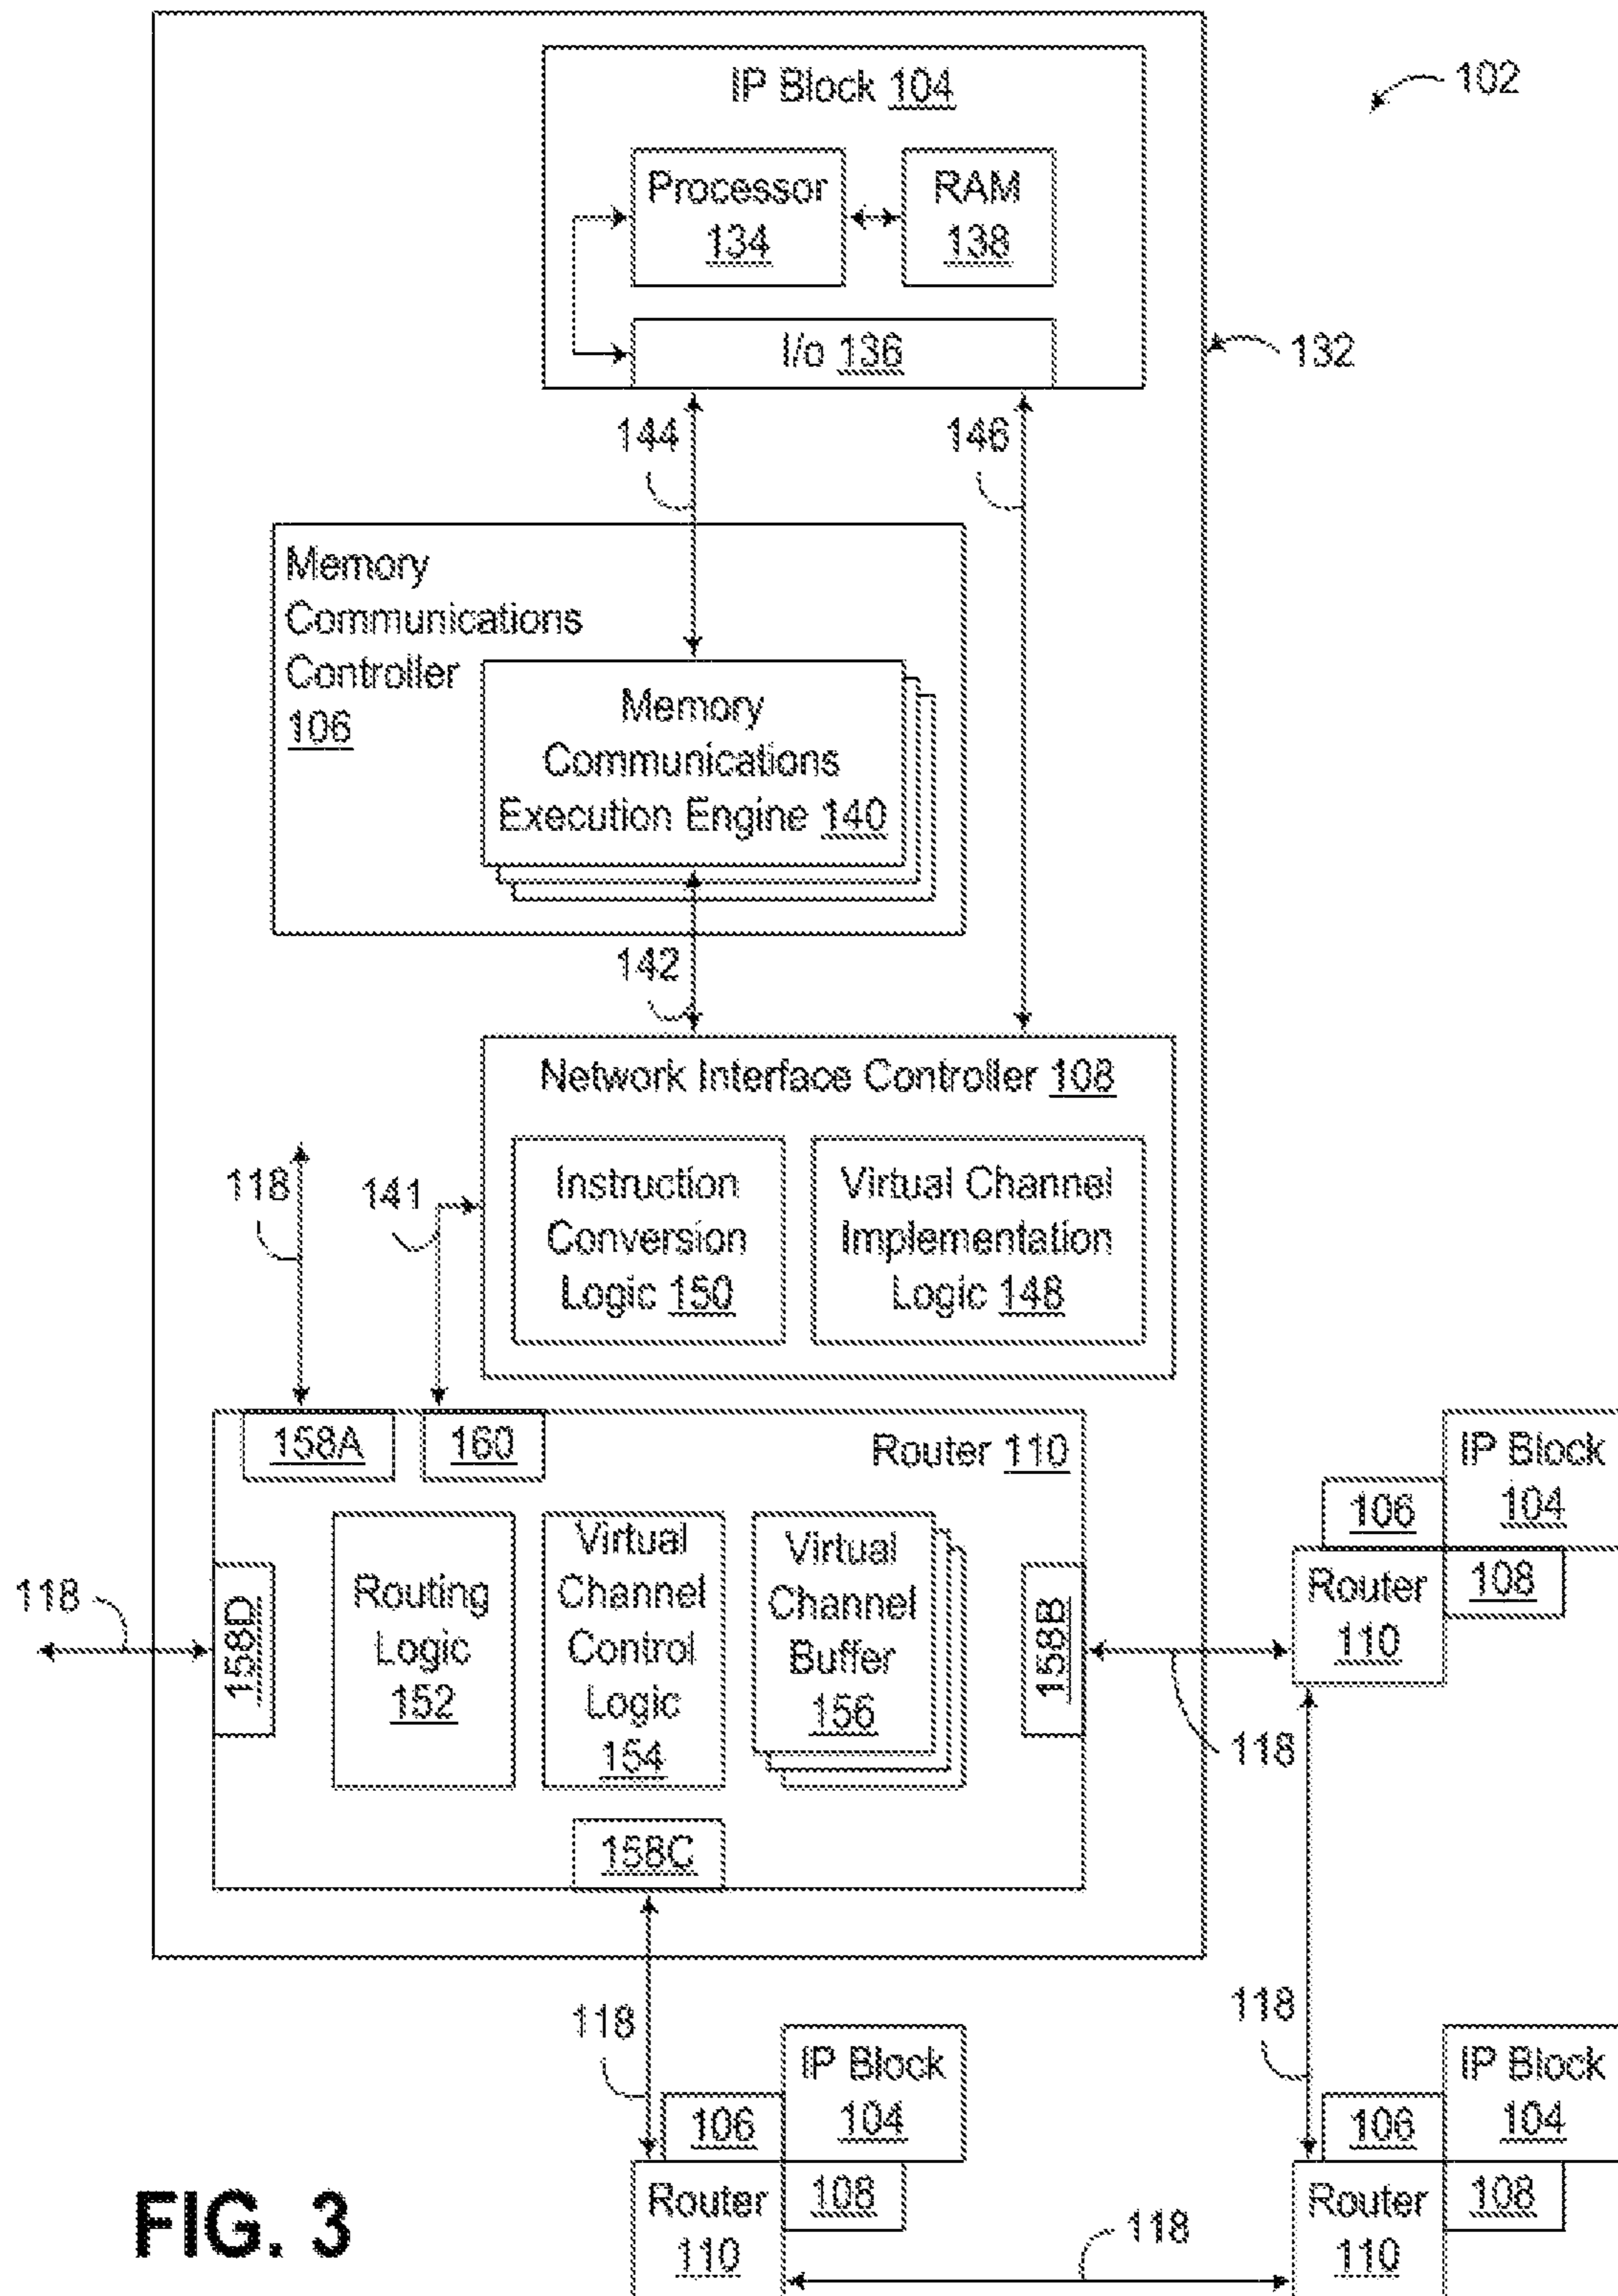 102
IP Block 104
Processor
134
RAM
138
I/o 136
132
144
146
Memory
Communications
Controller
106
Memory
Communications
Execution Engine 140
142
Network Interface Controller 108
118
141
Instruction
Conversion
Logic 150
Virtual Channel
Implementation
Logic 148
158A
160
Router 110
118
158D
Routing
Logic
152
Virtual
Channel
Control
Logic
154
Virtual
Channel
Buffer
156
158B
118
158C
IP Block
104
106
108
Router
110
118
118
IP Block
104
106
108
Router
110
118
IP Block
104
106
108
Router
110
FIG. 3